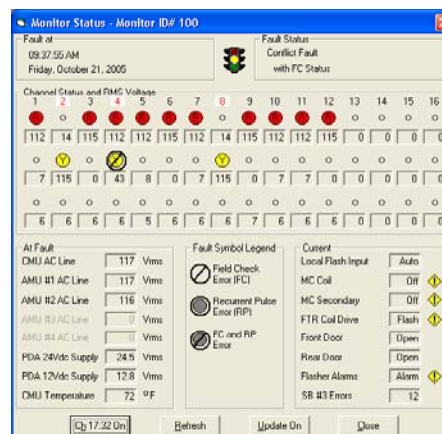 Monitor Status - Monitor ID# 100
Fault at
09:37:55 AM
Friday, October 21, 2005
Fault Status
Conflict Fault
with FC Status
Channel Status and RMS Voltage
1 2 3 4 5 6 7 8 9 10 11 12 13 14 15 16
R R R R R R R R R R
112 14 115 112 112 115 112 14 115 112 115 112 0 0 0 0
Y Y
7 115 0 43 8 0 7 115 0 0 0 0 0 0 0 0
6 6 6 6 5 6 6 6 7 6 6 6 0 0 0 0
At Fault
CMU AC Line 117 Vrms
AMU #1 AC Line 117 Vrms
AMU #2 AC Line 116 Vrms
AMU #3 AC Line 0 Vrms
AMU #4 AC Line 0 Vrms
PDA 24Vdc Supply 24.5 Vrms
PDA 12Vdc Supply 12.8 Vrms
CMU Temperature 72 ºF
Fault Symbol Legend
Field Check
Error (FC)
Recurrent Pulse
Error (RP)
FC and RP
Error
Current
Local Flash Input Auto
MC Coil Off
MC Secondary Off
FTR Coil Drive Flash
Front Door Open
Rear Door Open
Flasher Alarms Alarm
SB #3 Errors 12
Ch 17:32 On
Refresh
Update On
Close